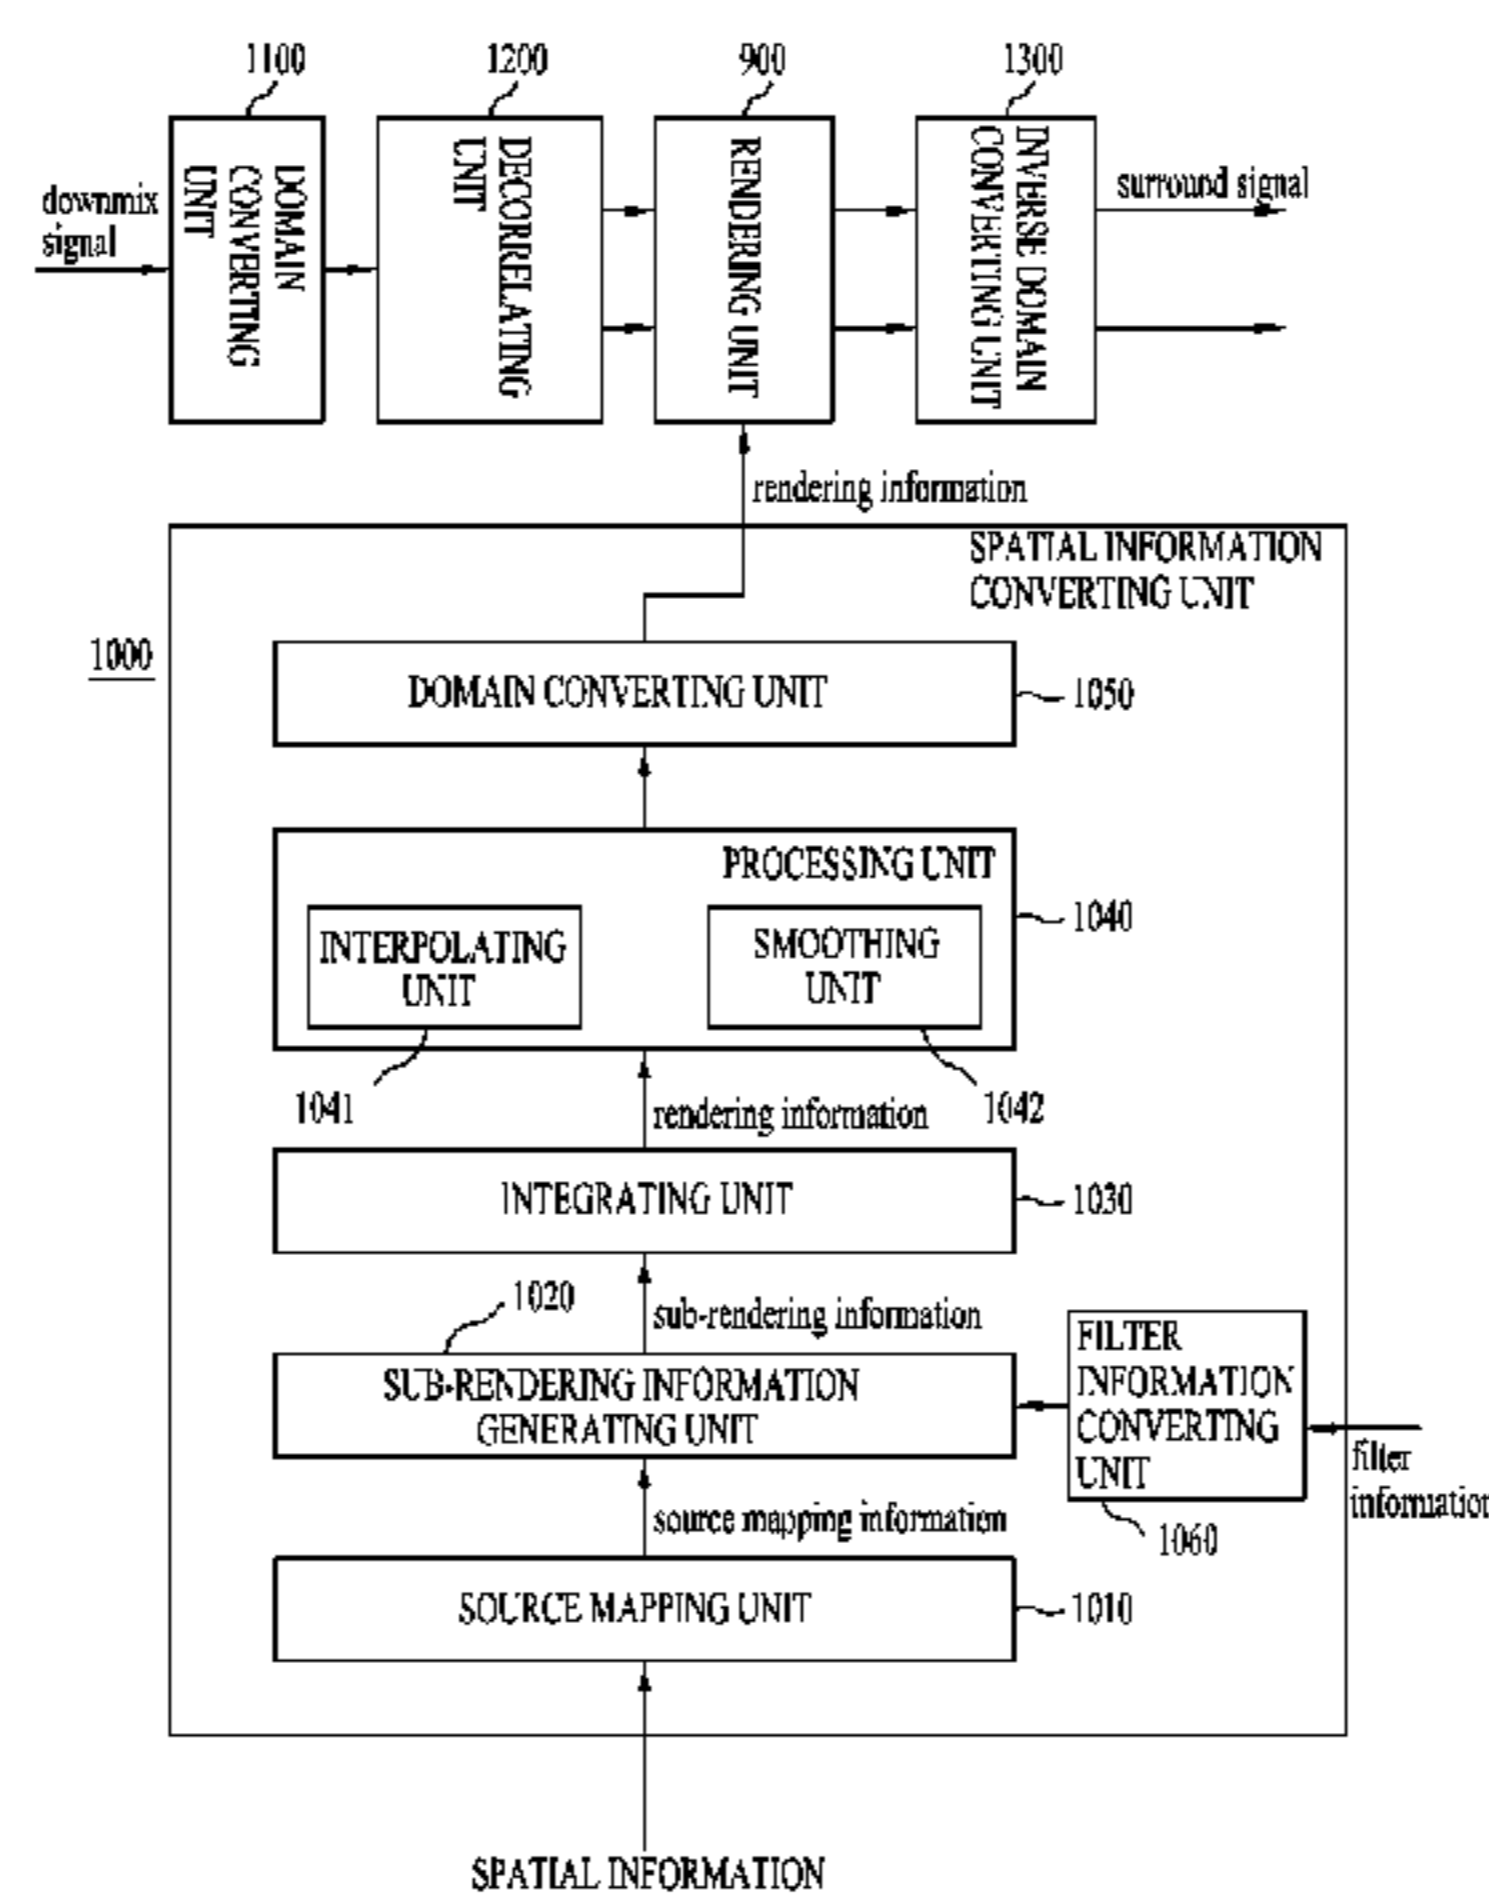 1100
1200
900
1300
downmix
signal
DOMAIN
CONVERTING
UNIT
DECORRELATING
UNIT
RENDERING UNIT
INVERSE DOMAIN
CONVERTING UNIT
surround signal
rendering information
SPATIAL INFORMATION
CONVERTING UNIT
1000
DOMAIN CONVERTING UNIT
1050
PROCESSING UNIT
1040
INTERPOLATING
UNIT
SMOOTHING
UNIT
1041
1042
rendering information
INTEGRATING UNIT
1030
1020
sub-rendering information
SUB-RENDERING INFORMATION
GENERATING UNIT
FILTER
INFORMATION
CONVERTING
UNIT
filter
information
1060
source mapping information
SOURCE MAPPING UNIT
1010
SPATIAL INFORMATION